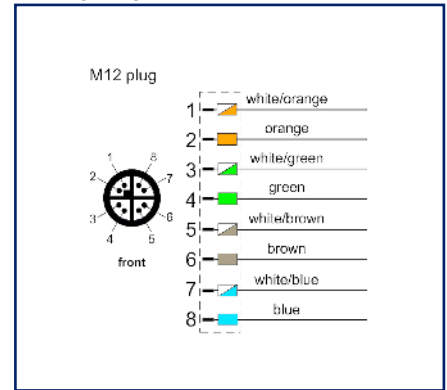 M12 plug
1 white/orange
2 orange
3 white/green
4 green
5 white/brown
6 brown
7 white/blue
8 blue
1 8
2 7
3 6
4 5
front